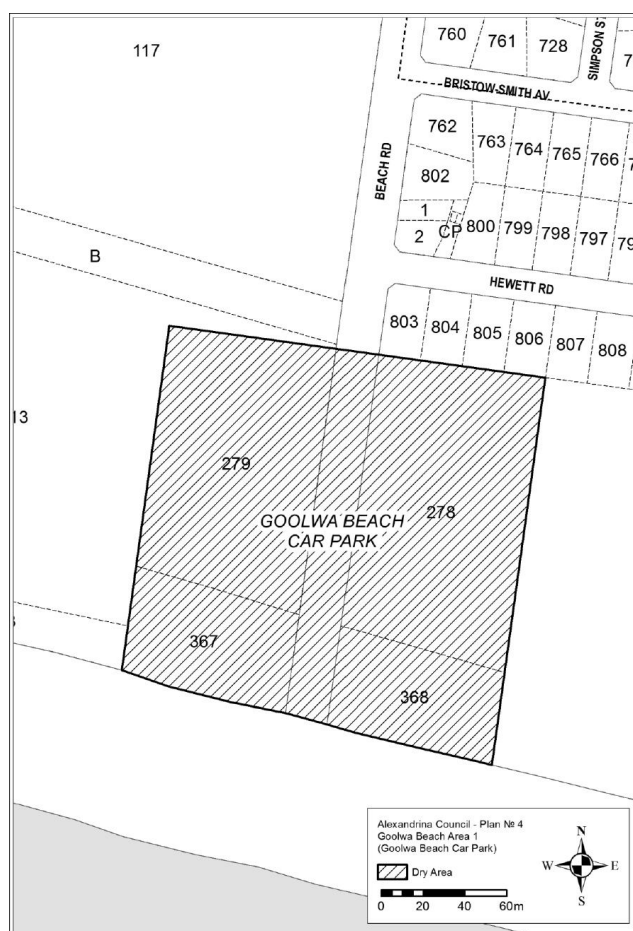 117
760
761
728
SIMPSON ST
BRISTOW-SMITH AV
BEACH RD
762
763
764
765
766
802
1
2
CP
800
799
798
797
B
HEWETT RD
803
804
805
806
807
808
13
279
278
GOOLWA BEACH
CAR PARK
367
368
Alexandrina Council - Plan № 4
Goolwa Beach Area 1
(Goolwa Beach Car Park)
Dry Area
0 20 40 60m
N
W E
S